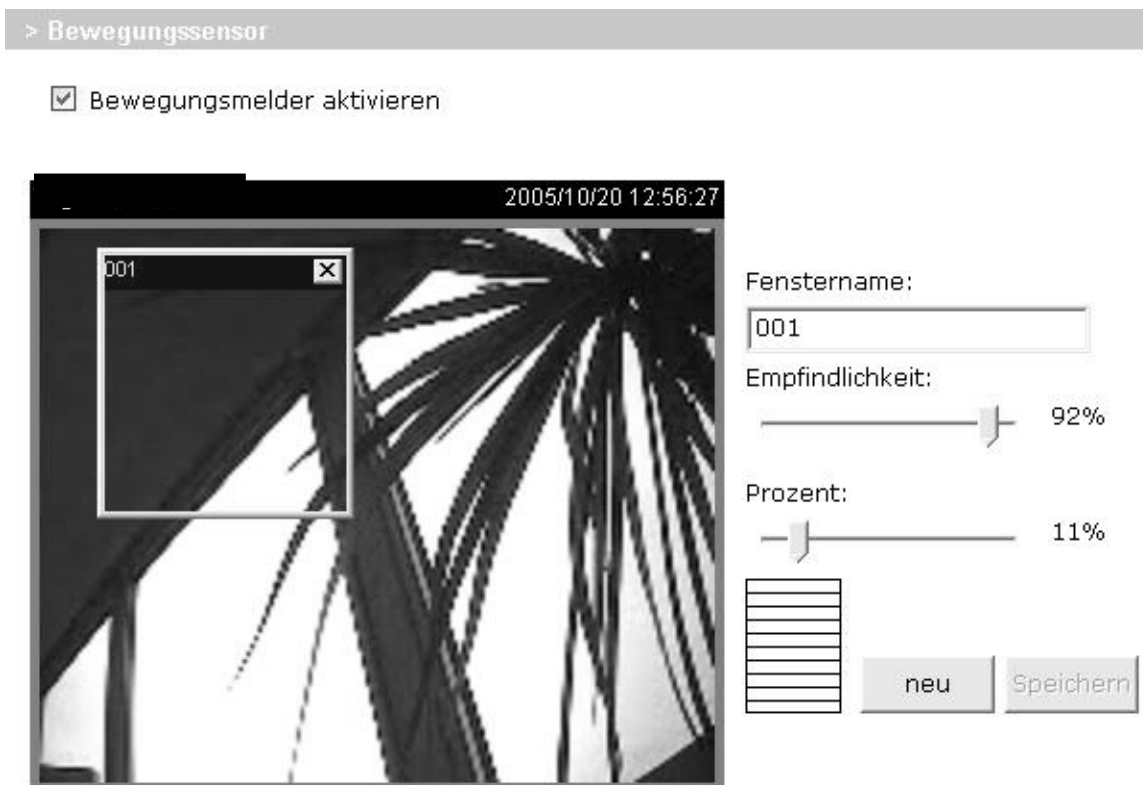 > Bewegungssensor
Bewegungsmelder aktivieren
2005/10/20 12:56:27
001
Fenstername:
001
Empfindlichkeit:
92%
Prozent:
11%
neu
Speichern